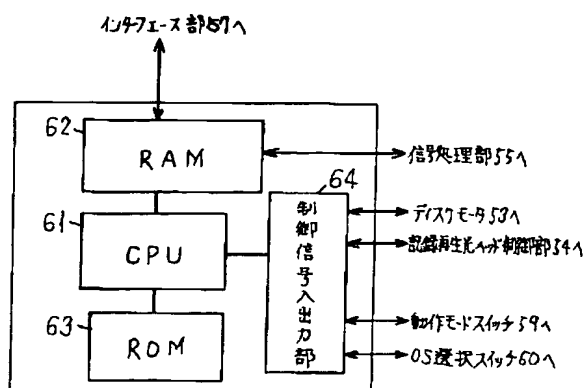 インターフェース部57へ
62
RAM
信号処理部55へ
64
61
CPU
制御信号入出力部
ディスクモータ53へ
記録再生光ヘッド制御部54へ
63
ROM
動作モードスイッチ59へ
OS選択スイッチ60へ